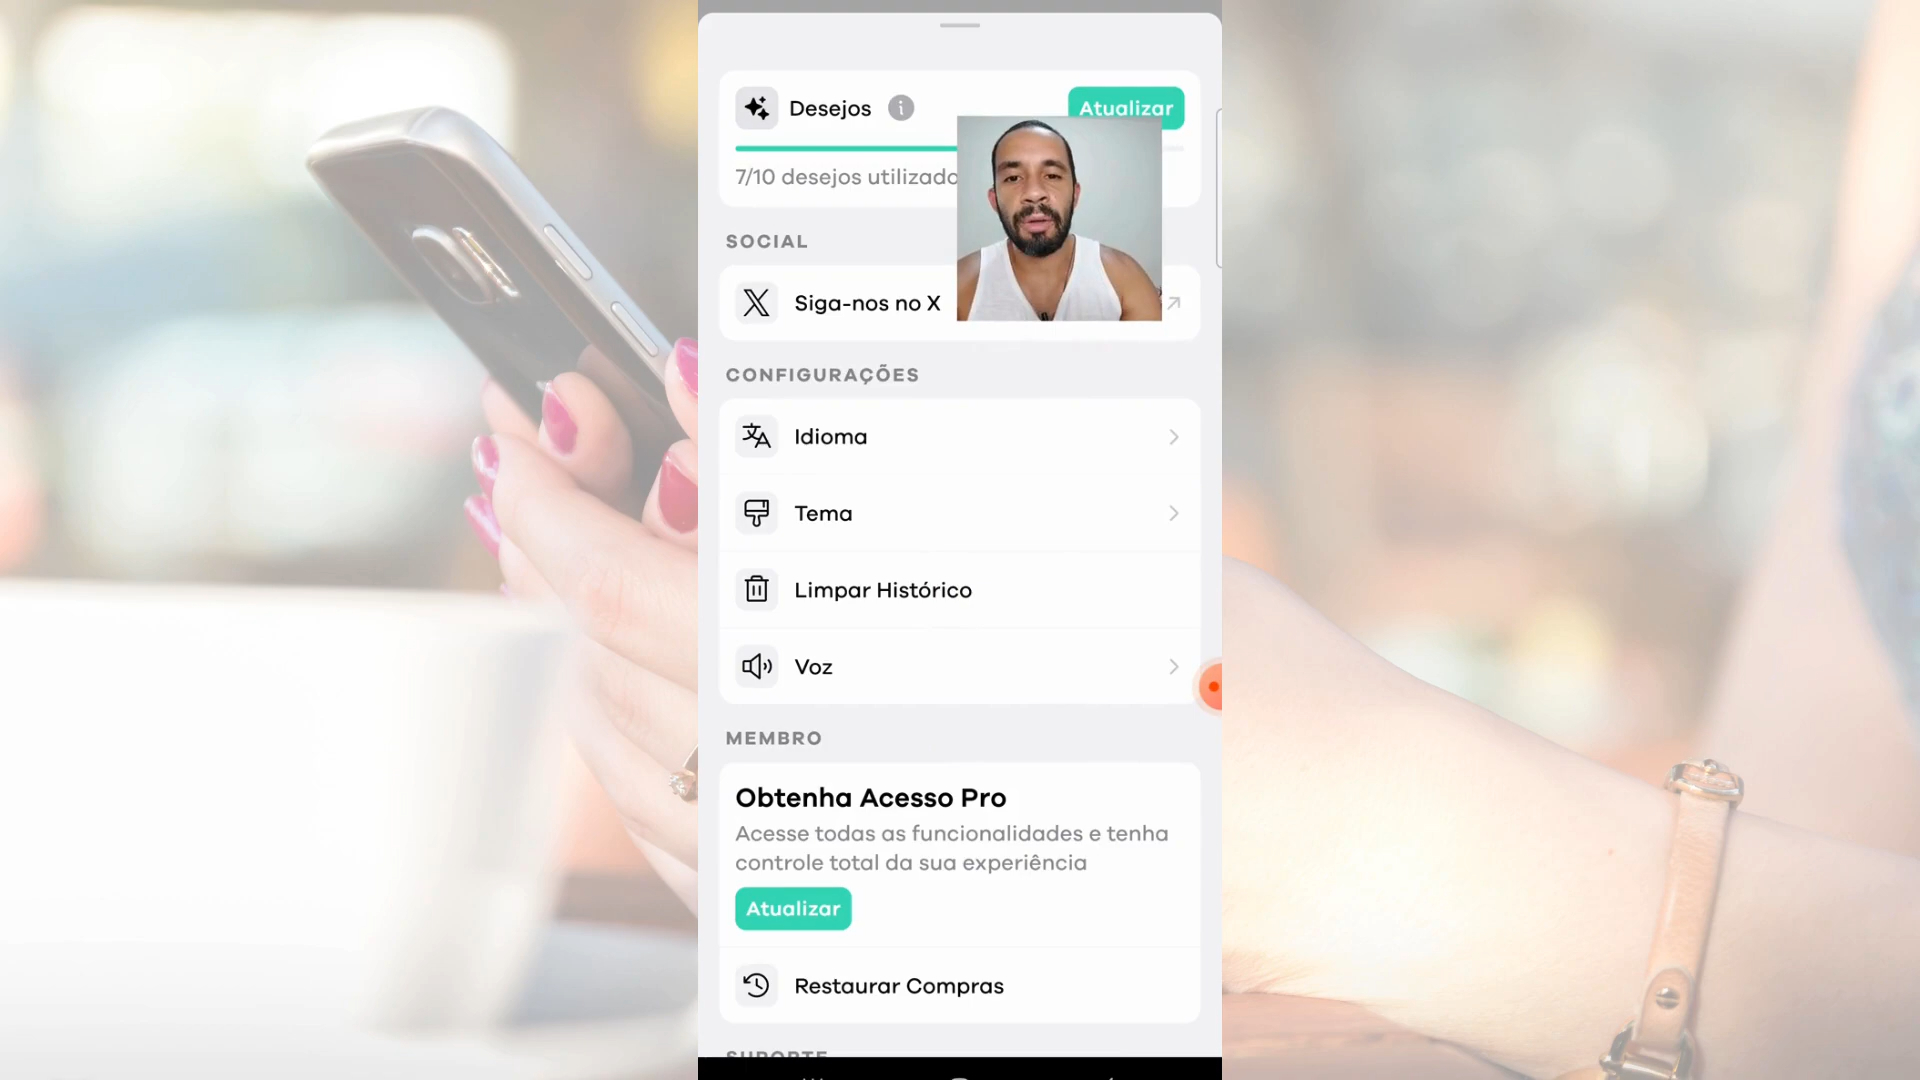 Desejos
Atualizar
7/10 desejos utilizado
SOCIAL
Siga-nos no X
CONFIGURAÇÕES
Idioma
Tema
Limpar Histórico
Voz
MEMBRO
Obtenha Acesso Pro
Acesse todas as funcionalidades e tenha
controle total da sua experiência
Atualizar
Restaurar Compras
SUPORTE